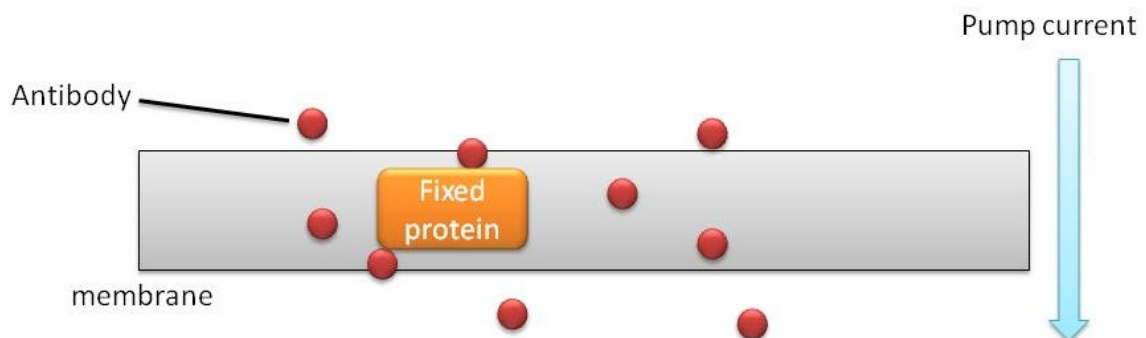 Pump current
Antibody
Fixed
protein
membrane